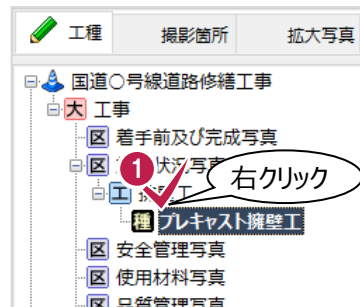 工種 撮影箇所 拡大写真
国道○号線道路修繕工事
大 工事
区 着手前及び完成写真
区 状況写真
1
右クリック
工 擁壁工
種 プレキャスト擁壁工
区 安全管理写真
区 使用材料写真
区 品質管理写真